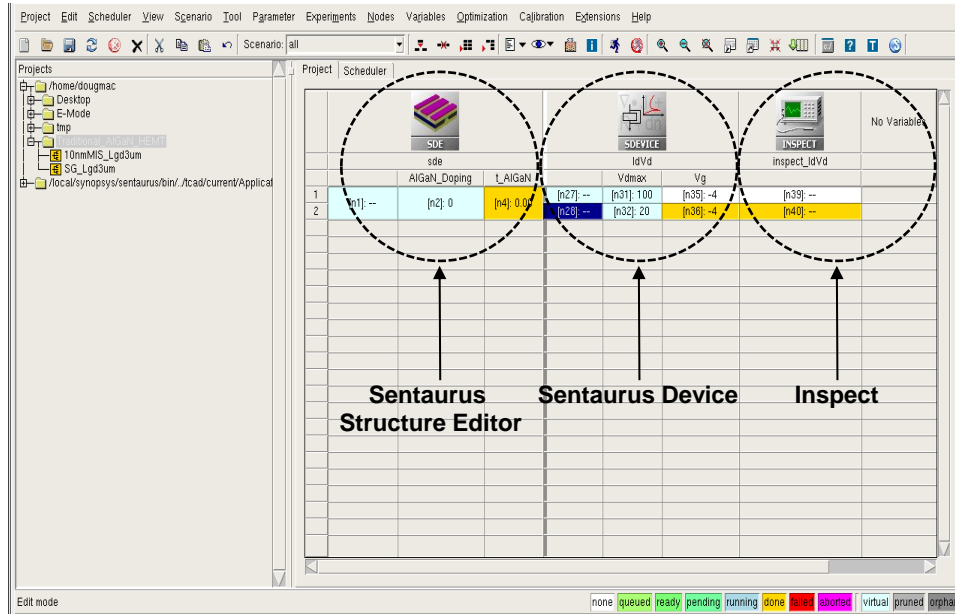 Project Edit Scheduler View Scenario Tool Parameter Experiments Nodes Variables Optimization Calibration Extensions Help
Scenario: all
Projects
/home/dougmac
Desktop
E-Mode
tmp
Traditional_AlGaN_HEMT
10nmMIS_Lgd3um
SG_Lgd3um
/local/synopsys/sentaurus/bin/../tcad/current/Applicat
Project Scheduler
SDE SDEVICE INSPECT No Variables
sde IdVd inspect_IdVd
AlGaN_Doping t_AlGaN Vdmax Vg
1 [n1]: -- [n2]: 0 [n4]: 0.00 [n27]: -- [n31]: 100 [n35]: -4 [n39]: --
2 [n28]: -- [n32]: 20 [n36]: -4 [n40]: --
Sentaurus Structure Editor
Sentaurus Device
Inspect
Edit mode none queued ready pending running done failed aborted virtual pruned orphan